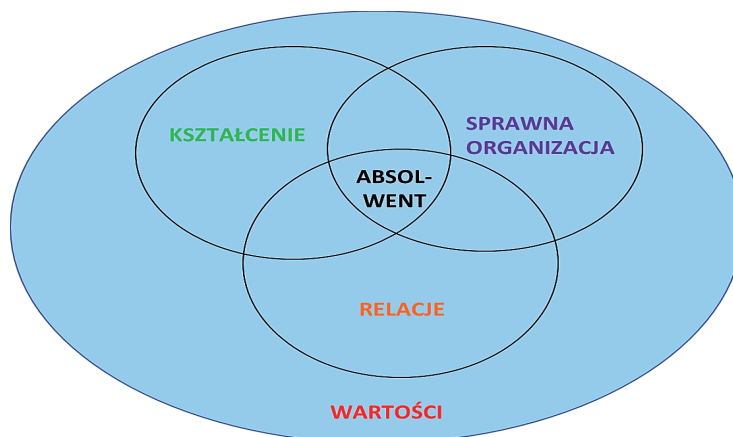 KSZTAŁCENIE
SPRAWNA
ORGANIZACJA
ABSOL-
WENT
RELACJE
WARTOŚCI